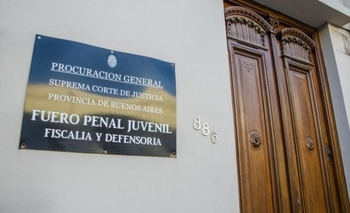 PROCURACION GENERAL
SUPREMA CORTE DE JUSTICIA
PROVINCIA DE BUENOS AIRES
FUERO PENAL JUVENIL
FISCALIA Y DEFENSORIA
886